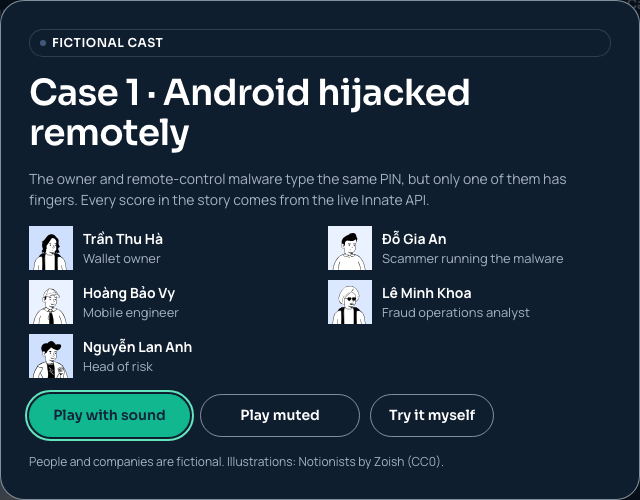 FICTIONAL CAST
Case 1 · Android hijacked
remotely
The owner and remote-control malware type the same PIN, but only one of them has
fingers. Every score in the story comes from the live Innate API.
Trần Thu Hà
Wallet owner
Đỗ Gia An
Scammer running the malware
Hoàng Bảo Vy
Mobile engineer
Lê Minh Khoa
Fraud operations analyst
Nguyễn Lan Anh
Head of risk
Play with sound
Play muted
Try it myself
People and companies are fictional. Illustrations: Notionists by Zoish (CC0).